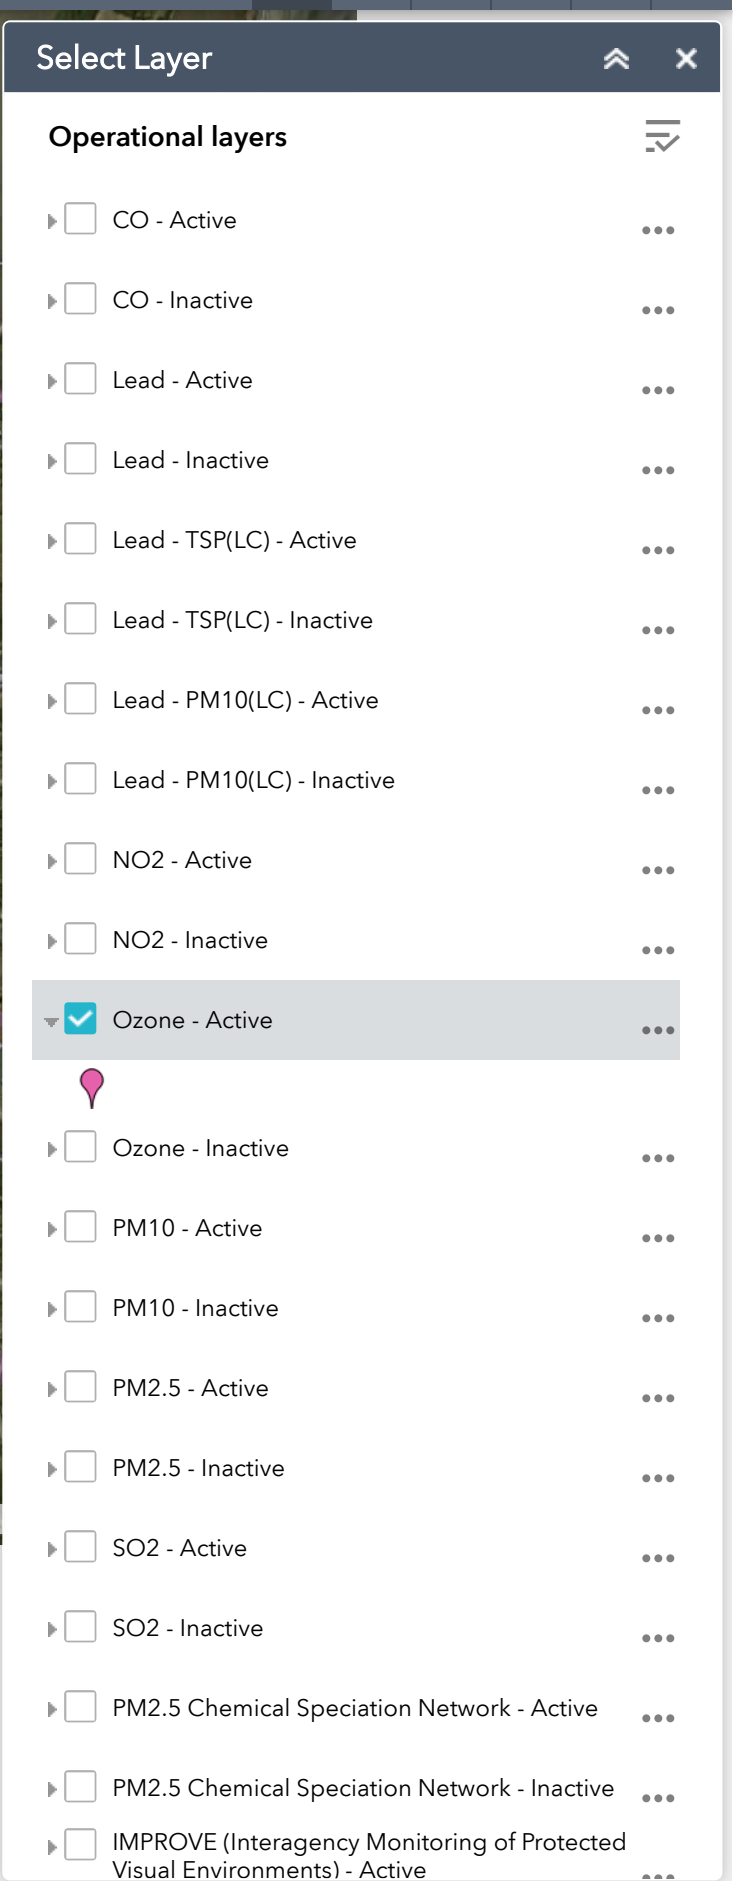 Select Layer
Operational layers
CO - Active
CO - Inactive
Lead - Active
Lead - Inactive
Lead - TSP(LC) - Active
Lead - TSP(LC) - Inactive
Lead - PM10(LC) - Active
Lead - PM10(LC) - Inactive
NO2 - Active
NO2 - Inactive
Ozone - Active
Ozone - Inactive
PM10 - Active
PM10 - Inactive
PM2.5 - Active
PM2.5 - Inactive
SO2 - Active
SO2 - Inactive
PM2.5 Chemical Speciation Network - Active
PM2.5 Chemical Speciation Network - Inactive
IMPROVE (Interagency Monitoring of Protected
Visual Environments) - Active